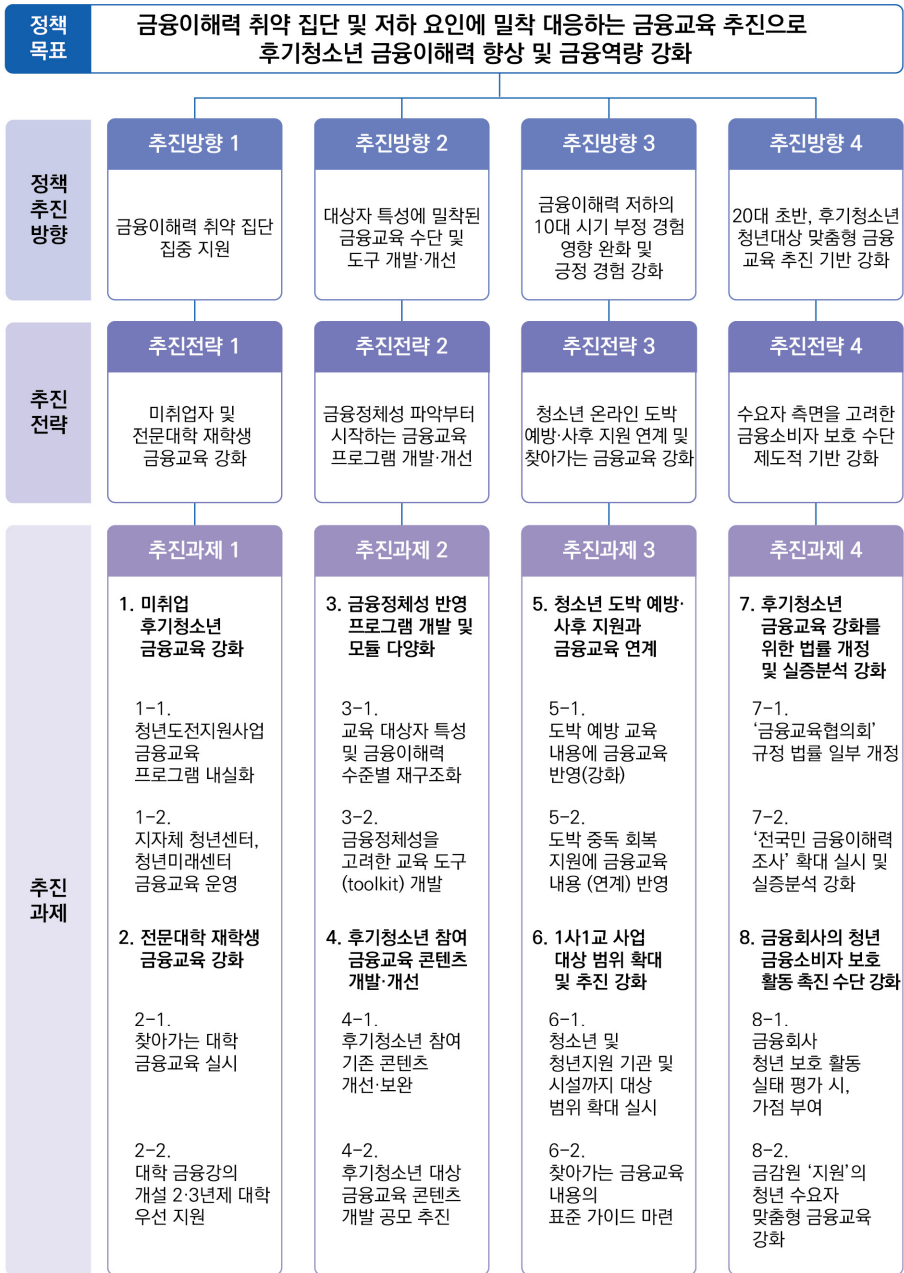 정책
목표
금융이해력 취약 집단 및 저하 요인에 밀착 대응하는 금융교육 추진으로
후기청소년 금융이해력 향상 및 금융역량 강화
정책
추진
방향
추진방향 1
금융이해력 취약 집단
집중 지원
추진방향 2
대상자 특성에 밀착된
금융교육 수단 및
도구 개발·개선
추진방향 3
금융이해력 저하의
10대 시기 부정 경험
영향 완화 및
긍정 경험 강화
추진방향 4
20대 초반, 후기청소년
청년대상 맞춤형 금융
교육 추진 기반 강화
추진
전략
추진전략 1
미취업자 및
전문대학 재학생
금융교육 강화
추진전략 2
금융정체성 파악부터
시작하는 금융교육
프로그램 개발·개선
추진전략 3
청소년 온라인 도박
예방·사후 지원 연계 및
찾아가는 금융교육 강화
추진전략 4
수요자 측면을 고려한
금융소비자 보호 수단
제도적 기반 강화
추진
과제
추진과제 1
1. 미취업
후기청소년
금융교육 강화
1-1.
청년도전지원사업
금융교육
프로그램 내실화
1-2.
지자체 청년센터,
청년미래센터
금융교육 운영
2. 전문대학 재학생
금융교육 강화
2-1.
찾아가는 대학
금융교육 실시
2-2.
대학 금융강의
개설 2·3년제 대학
우선 지원
추진과제 2
3. 금융정체성 반영
프로그램 개발 및
모듈 다양화
3-1.
교육 대상자 특성
및 금융이해력
수준별 재구조화
3-2.
금융정체성을
고려한 교육 도구
(toolkit) 개발
4. 후기청소년 참여
금융교육 콘텐츠
개발·개선
4-1.
후기청소년 참여
기존 콘텐츠
개선·보완
4-2.
후기청소년 대상
금융교육 콘텐츠
개발 공모 추진
추진과제 3
5. 청소년 도박 예방·
사후 지원과
금융교육 연계
5-1.
도박 예방 교육
내용에 금융교육
반영(강화)
5-2.
도박 중독 회복
지원에 금융교육
내용 (연계) 반영
6. 1사1교 사업
대상 범위 확대
및 추진 강화
6-1.
청소년 및
청년지원 기관 및
시설까지 대상
범위 확대 실시
6-2.
찾아가는 금융교육
내용의
표준 가이드 마련
추진과제 4
7. 후기청소년
금융교육 강화를
위한 법률 개정
및 실증분석 강화
7-1.
‘금융교육협의회’
규정 법률 일부 개정
7-2.
‘전국민 금융이해력
조사’ 확대 실시 및
실증분석 강화
8. 금융회사의 청년
금융소비자 보호
활동 촉진 수단 강화
8-1.
금융회사
청년 보호 활동
실태 평가 시,
가점 부여
8-2.
금감원 ‘지원’의
청년 수요자
맞춤형 금융교육
강화